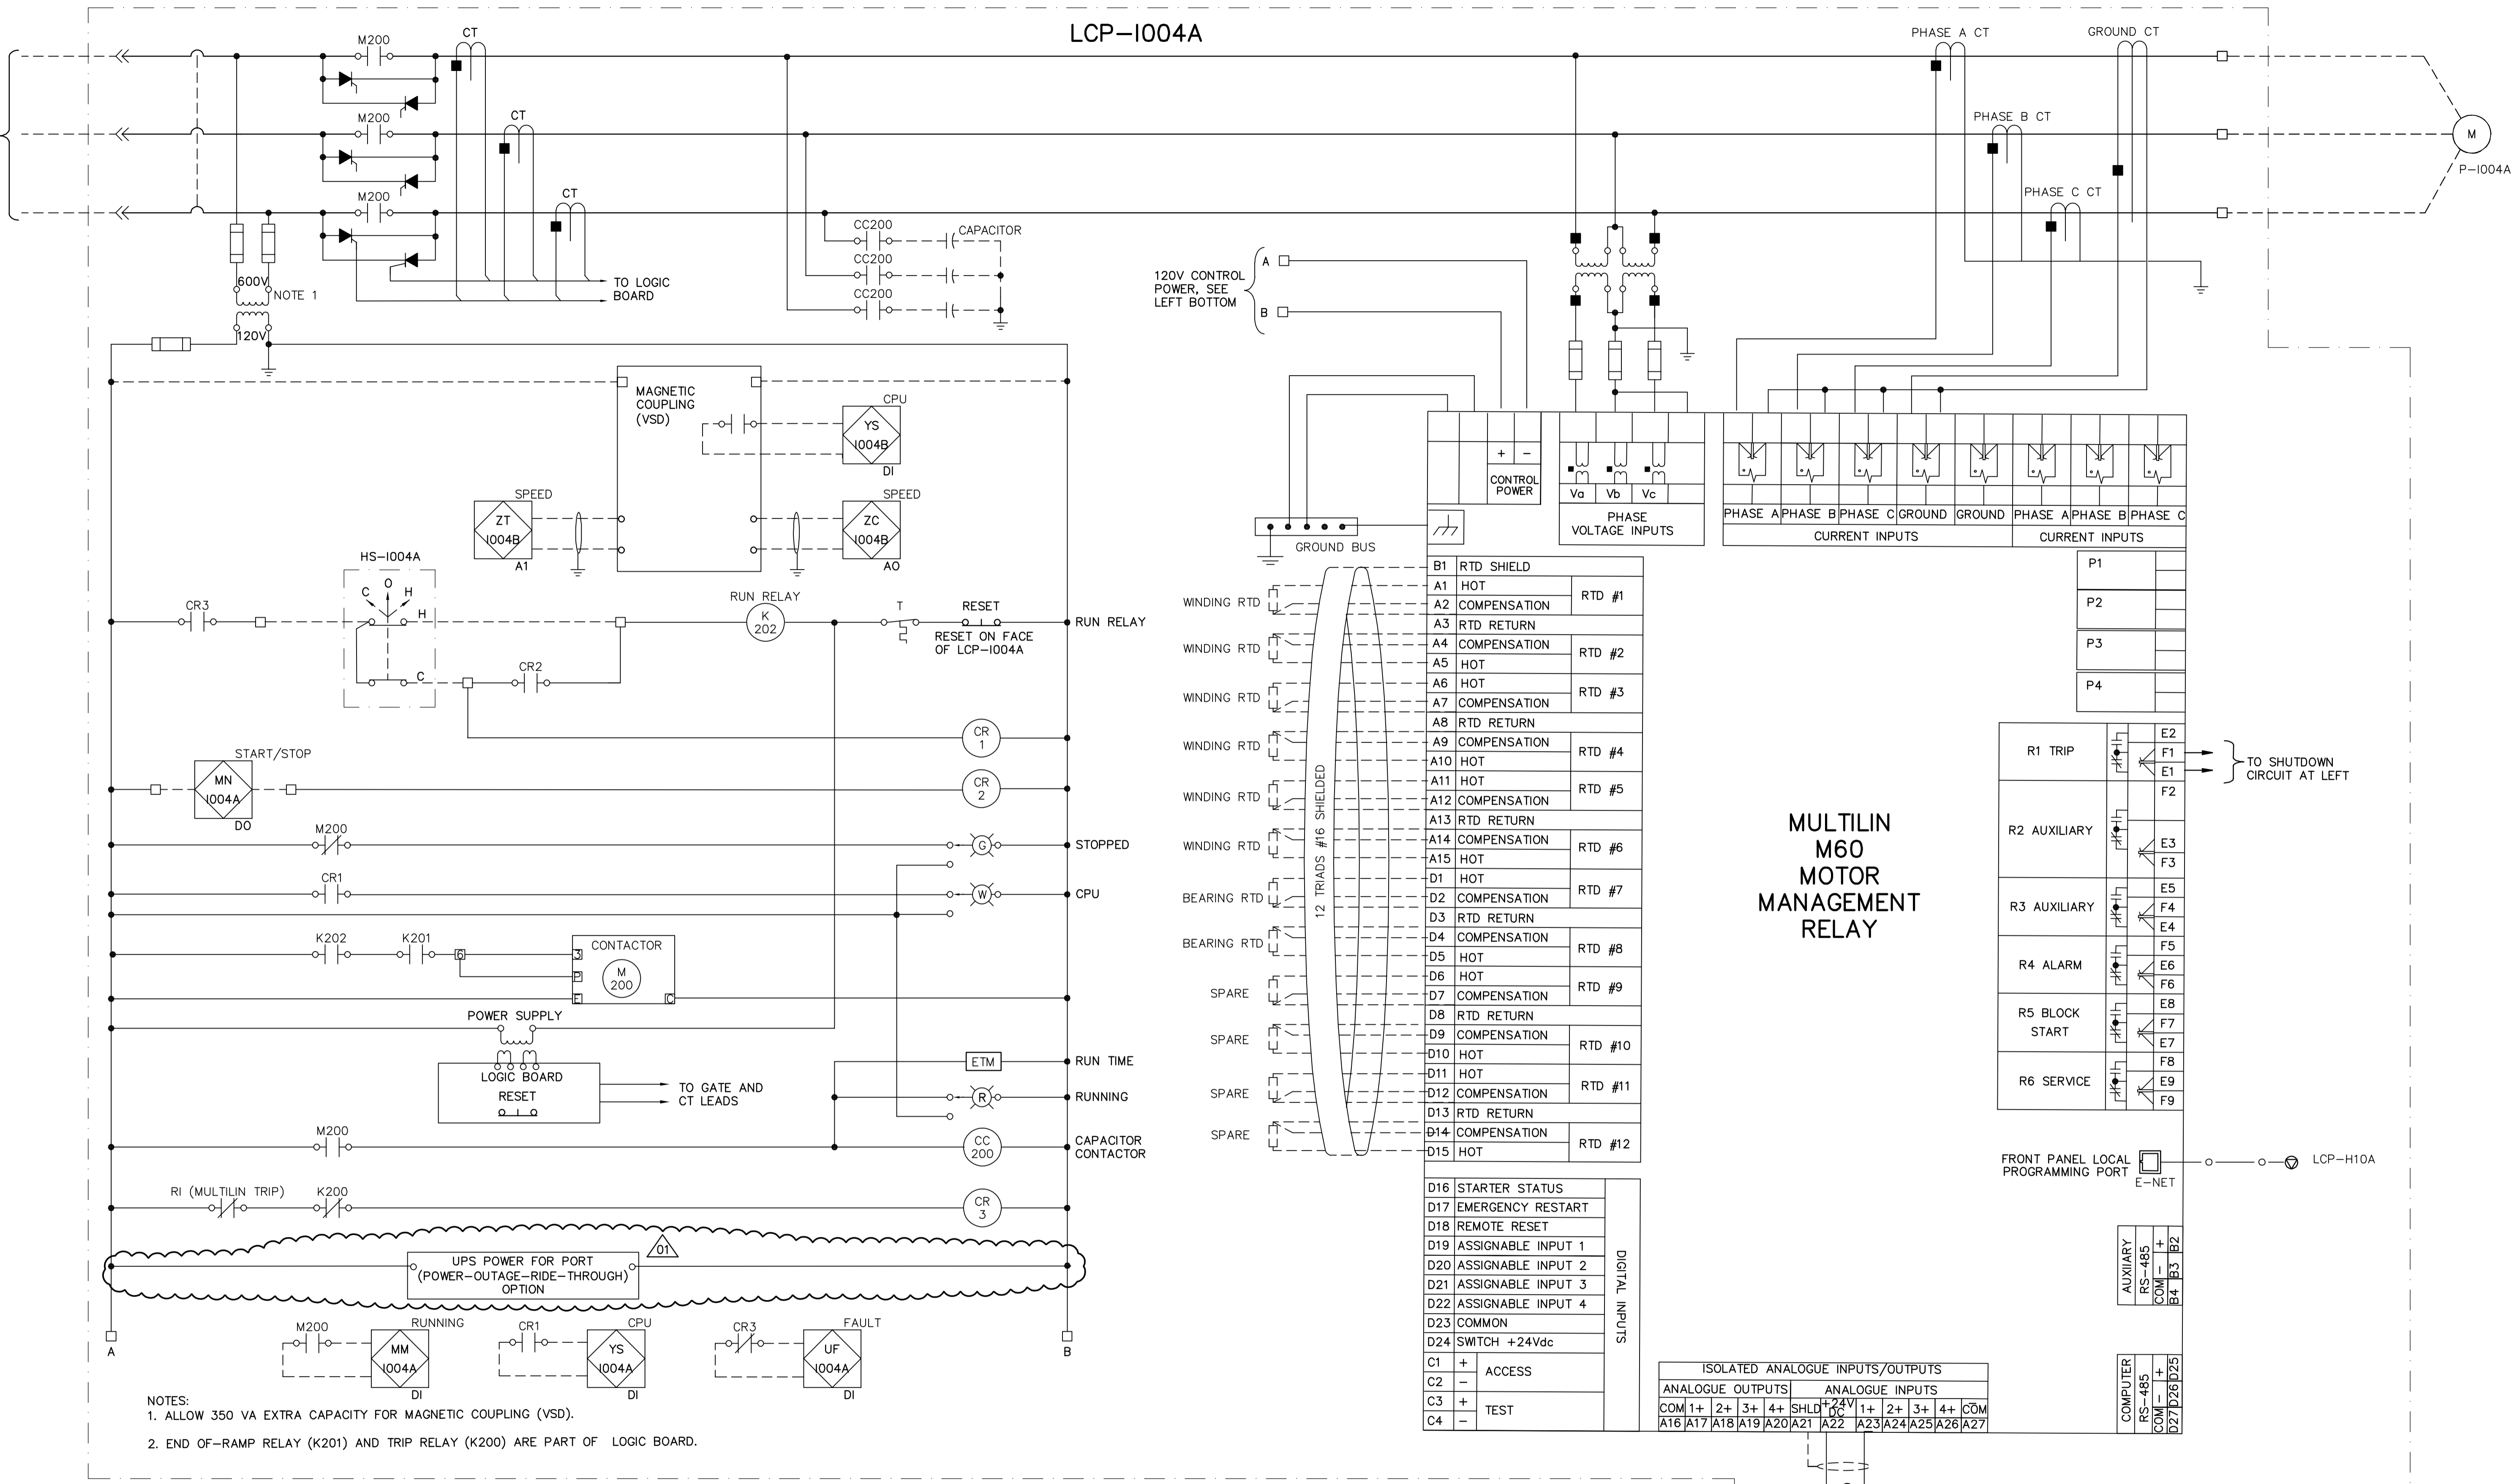 LCP-1004A
M200
CT
M200
CT
M200
CT
PHASE A CT
GROUND CT
PHASE B CT
PHASE C CT
M
P-1004A
600V
NOTE 1
120V
TO LOGIC
BOARD
CC200
CAPACITOR
CC200
CC200
120V CONTROL
POWER, SEE
LEFT BOTTOM
A
B
MAGNETIC
COUPLING
(VSD)
CPU
YS
1004B
DI
SPEED
ZT
1004B
A1
SPEED
ZC
1004B
AO
HS-1004A
C O H
H
C
CR3
RUN RELAY
K
202
T
RESET
RESET ON FACE
OF LCP-1004A
RUN RELAY
CR2
CR
1
START/STOP
MN
1004A
DO
CR
2
M200
G
STOPPED
CR1
W
CPU
K202
K201
6
3
P
E
C
CONTACTOR
M
200
POWER SUPPLY
LOGIC BOARD
RESET
TO GATE AND
CT LEADS
ETM
RUN TIME
R
RUNNING
M200
CC
200
CAPACITOR
CONTACTOR
R1 (MULTILIN TRIP)
K200
CR
3
01
UPS POWER FOR PORT
(POWER-OUTAGE-RIDE-THROUGH)
OPTION
A
B
M200
RUNNING
MM
1004A
DI
CR1
CPU
YS
1004A
DI
CR3
FAULT
UF
1004A
DI
NOTES:
1. ALLOW 350 VA EXTRA CAPACITY FOR MAGNETIC COUPLING (VSD).
2. END OF-RAMP RELAY (K201) AND TRIP RELAY (K200) ARE PART OF LOGIC BOARD.
+ -
CONTROL
POWER
Va Vb Vc
PHASE
VOLTAGE INPUTS
PHASE A PHASE B PHASE C GROUND GROUND PHASE A PHASE B PHASE C
CURRENT INPUTS
CURRENT INPUTS
GROUND BUS
12 TRIADS #16 SHIELDED
B1 RTD SHIELD
WINDING RTD
A1 HOT
RTD #1
A2 COMPENSATION
A3 RTD RETURN
WINDING RTD
A4 COMPENSATION
RTD #2
A5 HOT
WINDING RTD
A6 HOT
RTD #3
A7 COMPENSATION
A8 RTD RETURN
WINDING RTD
A9 COMPENSATION
RTD #4
A10 HOT
WINDING RTD
A11 HOT
RTD #5
A12 COMPENSATION
A13 RTD RETURN
WINDING RTD
A14 COMPENSATION
RTD #6
A15 HOT
BEARING RTD
D1 HOT
RTD #7
D2 COMPENSATION
D3 RTD RETURN
BEARING RTD
D4 COMPENSATION
RTD #8
D5 HOT
SPARE
D6 HOT
RTD #9
D7 COMPENSATION
D8 RTD RETURN
SPARE
D9 COMPENSATION
RTD #10
D10 HOT
SPARE
D11 HOT
RTD #11
D12 COMPENSATION
D13 RTD RETURN
SPARE
D14 COMPENSATION
RTD #12
D15 HOT
D16 STARTER STATUS
D17 EMERGENCY RESTART
D18 REMOTE RESET
D19 ASSIGNABLE INPUT 1
D20 ASSIGNABLE INPUT 2
D21 ASSIGNABLE INPUT 3
D22 ASSIGNABLE INPUT 4
D23 COMMON
D24 SWITCH +24Vdc
C1 +
ACCESS
C2 -
C3 +
TEST
C4 -
DIGITAL INPUTS
MULTILIN
M60
MOTOR
MANAGEMENT
RELAY
P1
P2
P3
P4
R1 TRIP
E2
F1
E1
TO SHUTDOWN
CIRCUIT AT LEFT
R2 AUXILIARY
F2
E3
F3
R3 AUXILIARY
E5
F4
E4
R4 ALARM
F5
E6
F6
R5 BLOCK
START
E8
F7
E7
R6 SERVICE
F8
E9
F9
FRONT PANEL LOCAL
PROGRAMMING PORT
E-NET
LCP-H10A
AUXIIARY
RS-485
COM - +
B4 B3 B2
COMPUTER
RS-485
COM - +
D27 D26 D25
ISOLATED ANALOGUE INPUTS/OUTPUTS
ANALOGUE OUTPUTS
ANALOGUE INPUTS
COM 1+ 2+ 3+ 4+ SHLD +24V DC 1+ 2+ 3+ 4+ COM
A16 A17 A18 A19 A20 A21 A22 A23 A24 A25 A26 A27